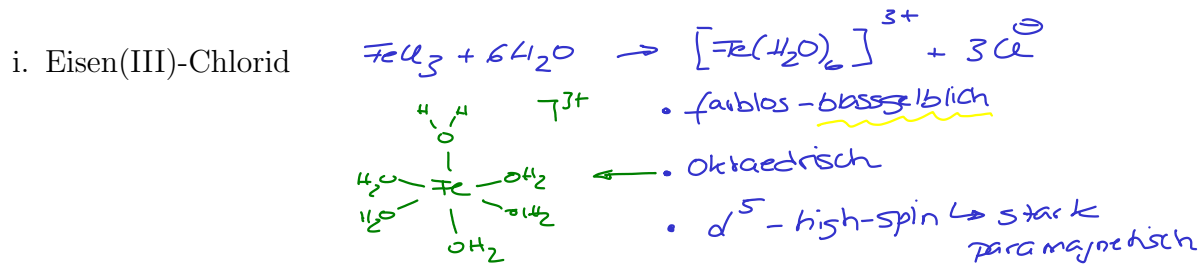 i. Eisen(III)-Chlorid FeCl₃ + 6H₂O → [Fe(H₂O)₆]³⁺ + 3Cl⊖
• farblos - blassgelblich
H H ]³⁺
O
• Oktaedrisch
H₂O Fe OH₂
H₂O OH₂
OH₂
• d⁵ - high-spin ↳ stark
paramagnetisch